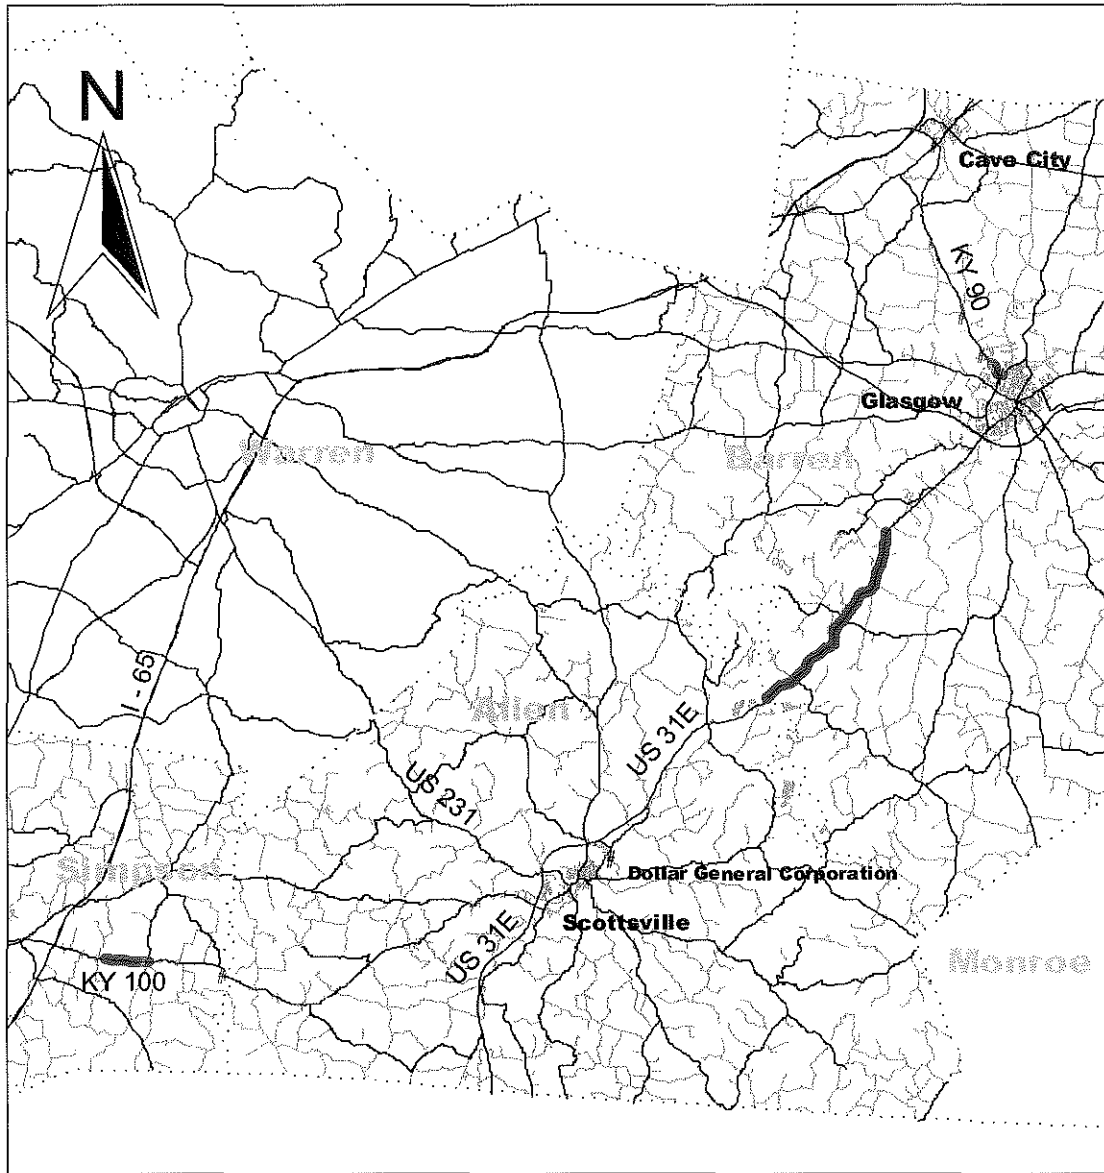 N
Cave City
KY 90
Glasgow
Warren
Barren
I - 65
Allen
US 31E
US 231
Simpson
Dollar General Corporation
Scottsville
US 31E
Monroe
KY 100